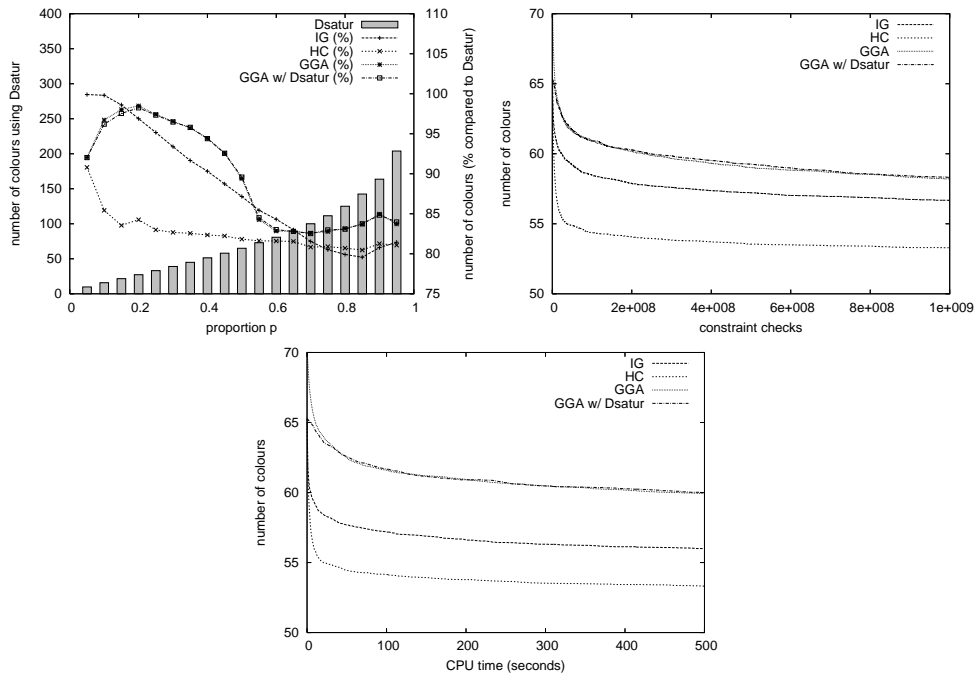 400
350
300
250
200
150
100
50
0
number of colours using Dsatur
0
0.2
0.4
0.6
0.8
1
proportion p
110
105
100
95
90
85
80
75
number of colours (% compared to Dsatur)
Dsatur
IG (%)
HC (%)
GGA (%)
GGA w/ Dsatur (%)
70
65
60
55
50
number of colours
0
2e+008
4e+008
6e+008
8e+008
1e+009
constraint checks
IG
HC
GGA
GGA w/ Dsatur
70
65
60
55
50
number of colours
0
100
200
300
400
500
CPU time (seconds)
IG
HC
GGA
GGA w/ Dsatur